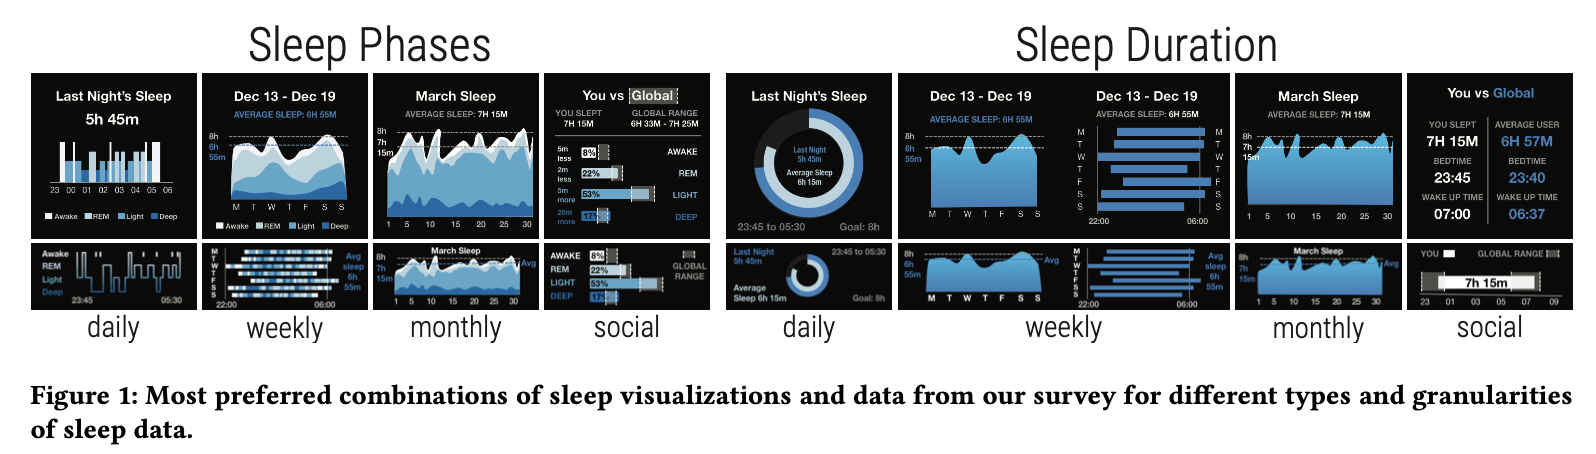 Sleep Phases
Sleep Duration
Last Night's Sleep
5h 45m
23 00 01 02 03 04 05 06
Awake REM Light Deep
Dec 13 - Dec 19
AVERAGE SLEEP: 6H 55M
8h
6h
55m
M T W T F S S
Awake REM Light Deep
March Sleep
AVERAGE SLEEP: 7H 15M
8h
7h
15m
1 5 10 15 20 25 30
You vs Global
YOU SLEPT
7H 15M
GLOBAL RANGE
6H 33M - 7H 25M
5m less 8% AWAKE
2m less 22% REM
5m more 53% LIGHT
20m more 17% DEEP
Last Night's Sleep
Last Night
5h 45m
Average Sleep
6h 15m
23:45 to 05:30 Goal: 8h
Dec 13 - Dec 19
AVERAGE SLEEP: 6H 55M
8h
6h
55m
M T W T F S S
Dec 13 - Dec 19
AVERAGE SLEEP: 6H 55M
M M
T T
W W
T T
F F
S S
S S
22:00 06:00
March Sleep
AVERAGE SLEEP: 7H 15M
8h
7h
15m
1 5 10 15 20 25 30
You vs Global
YOU SLEPT AVERAGE USER
7H 15M 6H 57M
BEDTIME BEDTIME
23:45 23:40
WAKE UP TIME WAKE UP TIME
07:00 06:37
Awake
REM
Light
Deep
23:45 05:30
M
T
W
T
F
S
S
Avg
sleep
6h
55m
22:00 06:00
March Sleep
8h
7h
15m
Avg
1 5 10 15 20 25 30
AWAKE 8%
REM 22%
LIGHT 53%
DEEP 17%
GLOBAL
RANGE
Last Night
5h 45m
23:45 to 05:30
Average
Sleep 6h 15m
Goal: 8h
8h
6h
55m
Avg
M T W T F S S
M
T
W
T
F
S
S
Avg
sleep
6h
55m
22:00 06:00
March Sleep
8h
7h
15m
Avg
1 5 10 15 20 25 30
YOU GLOBAL RANGE
7h 15m
23 01 03 05 07 09
daily
weekly
monthly
social
daily
weekly
monthly
social
Figure 1: Most preferred combinations of sleep visualizations and data from our survey for different types and granularities
of sleep data.